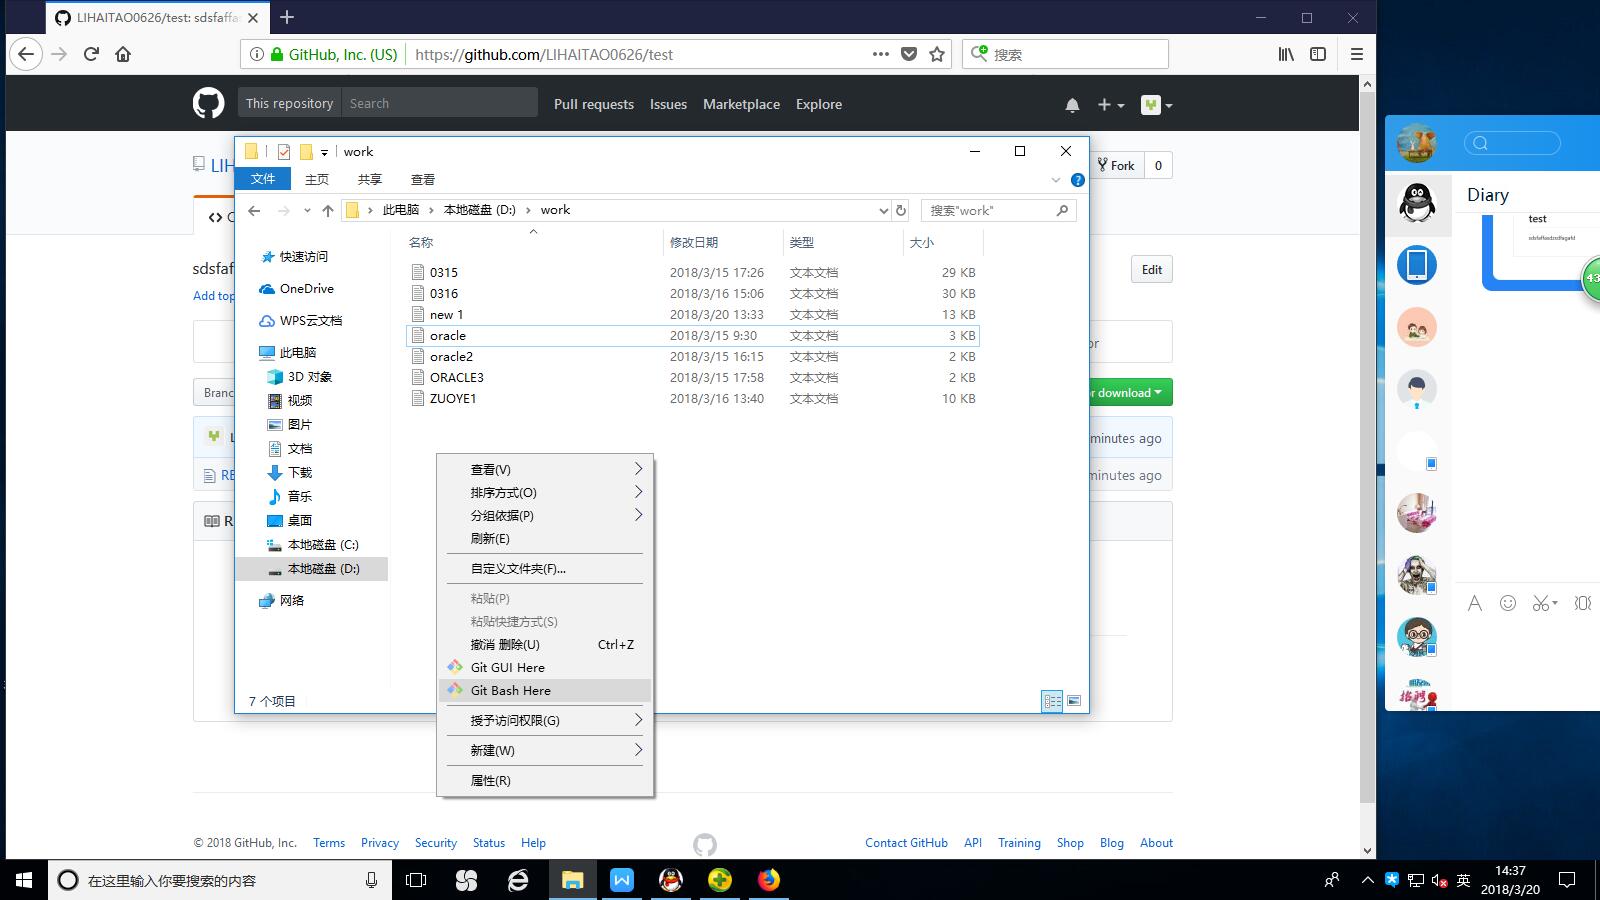 LIHAITAO0626/test: sdsfaffa
GitHub, Inc. (US)
https://github.com/LIHAITAO0626/test
搜索
This repository
Search
Pull requests
Issues
Marketplace
Explore
LIH
Fork
0
work
文件
主页
共享
查看
此电脑
本地磁盘 (D:)
work
搜索"work"
名称
修改日期
类型
大小
0315 2018/3/15 17:26 文本文档 29 KB
0316 2018/3/16 15:06 文本文档 30 KB
new 1 2018/3/20 13:33 文本文档 13 KB
oracle 2018/3/15 9:30 文本文档 3 KB
oracle2 2018/3/15 16:15 文本文档 2 KB
ORACLE3 2018/3/15 17:58 文本文档 2 KB
ZUOYE1 2018/3/16 13:40 文本文档 10 KB
快速访问
OneDrive
WPS云文档
此电脑
3D 对象
视频
图片
文档
下载
音乐
桌面
本地磁盘 (C:)
本地磁盘 (D:)
网络
7 个项目
查看(V)
排序方式(O)
分组依据(P)
刷新(E)
自定义文件夹(F)...
粘贴(P)
粘贴快捷方式(S)
撤消 删除(U) Ctrl+Z
Git GUI Here
Git Bash Here
授予访问权限(G)
新建(W)
属性(R)
sdsfaf
Add top
Edit
Branc
r download
L
minutes ago
RE
minutes ago
R
© 2018 GitHub, Inc.
Terms
Privacy
Security
Status
Help
Contact GitHub
API
Training
Shop
Blog
About
Diary
test
43
招聘
在这里输入你要搜索的内容
英
14:37
2018/3/20